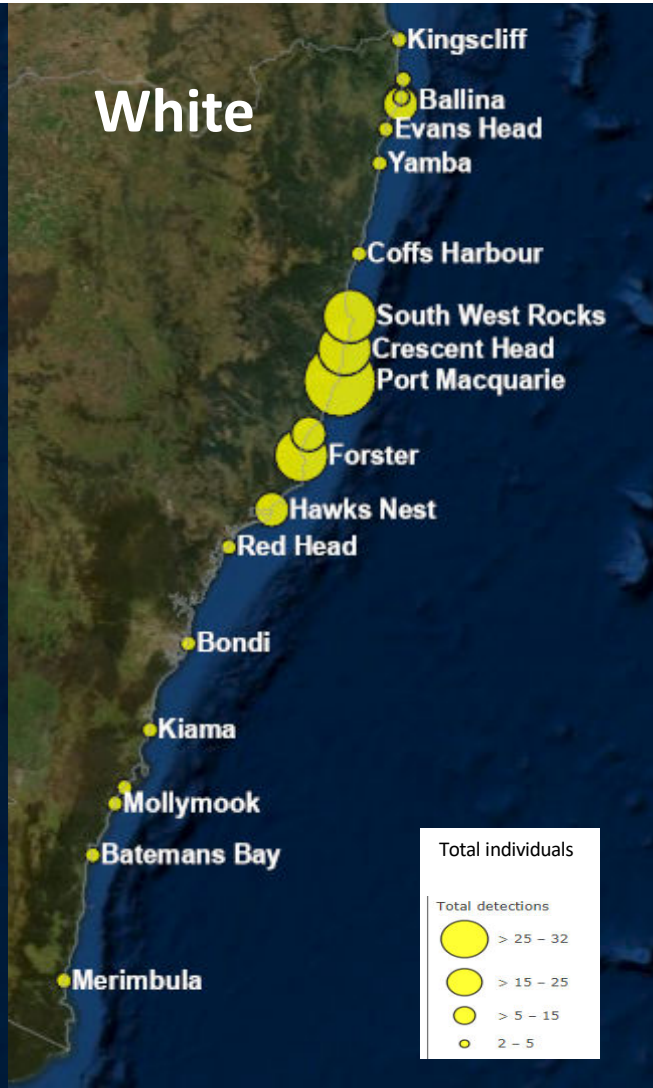 Kingscliff
White
Ballina
Evans Head
Yamba
Coffs Harbour
South West Rocks
Crescent Head
Port Macquarie
Forster
Hawks Nest
Red Head
Bondi
Kiama
Mollymook
Batemans Bay
Merimbula
Total individuals
Total detections
> 25 – 32
> 15 – 25
> 5 – 15
2 – 5